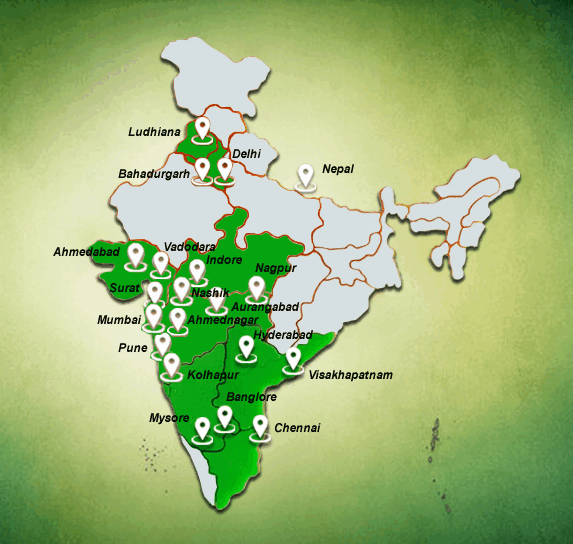 Ludhiana
Delhi
Bahadurgarh
Nepal
Ahmedabad
Vadodara
Indore
Nagpur
Surat
Nashik
Aurangabad
Mumbai
Ahmednagar
Hyderabad
Pune
Kolhapur
Visakhapatnam
Banglore
Mysore
Chennai